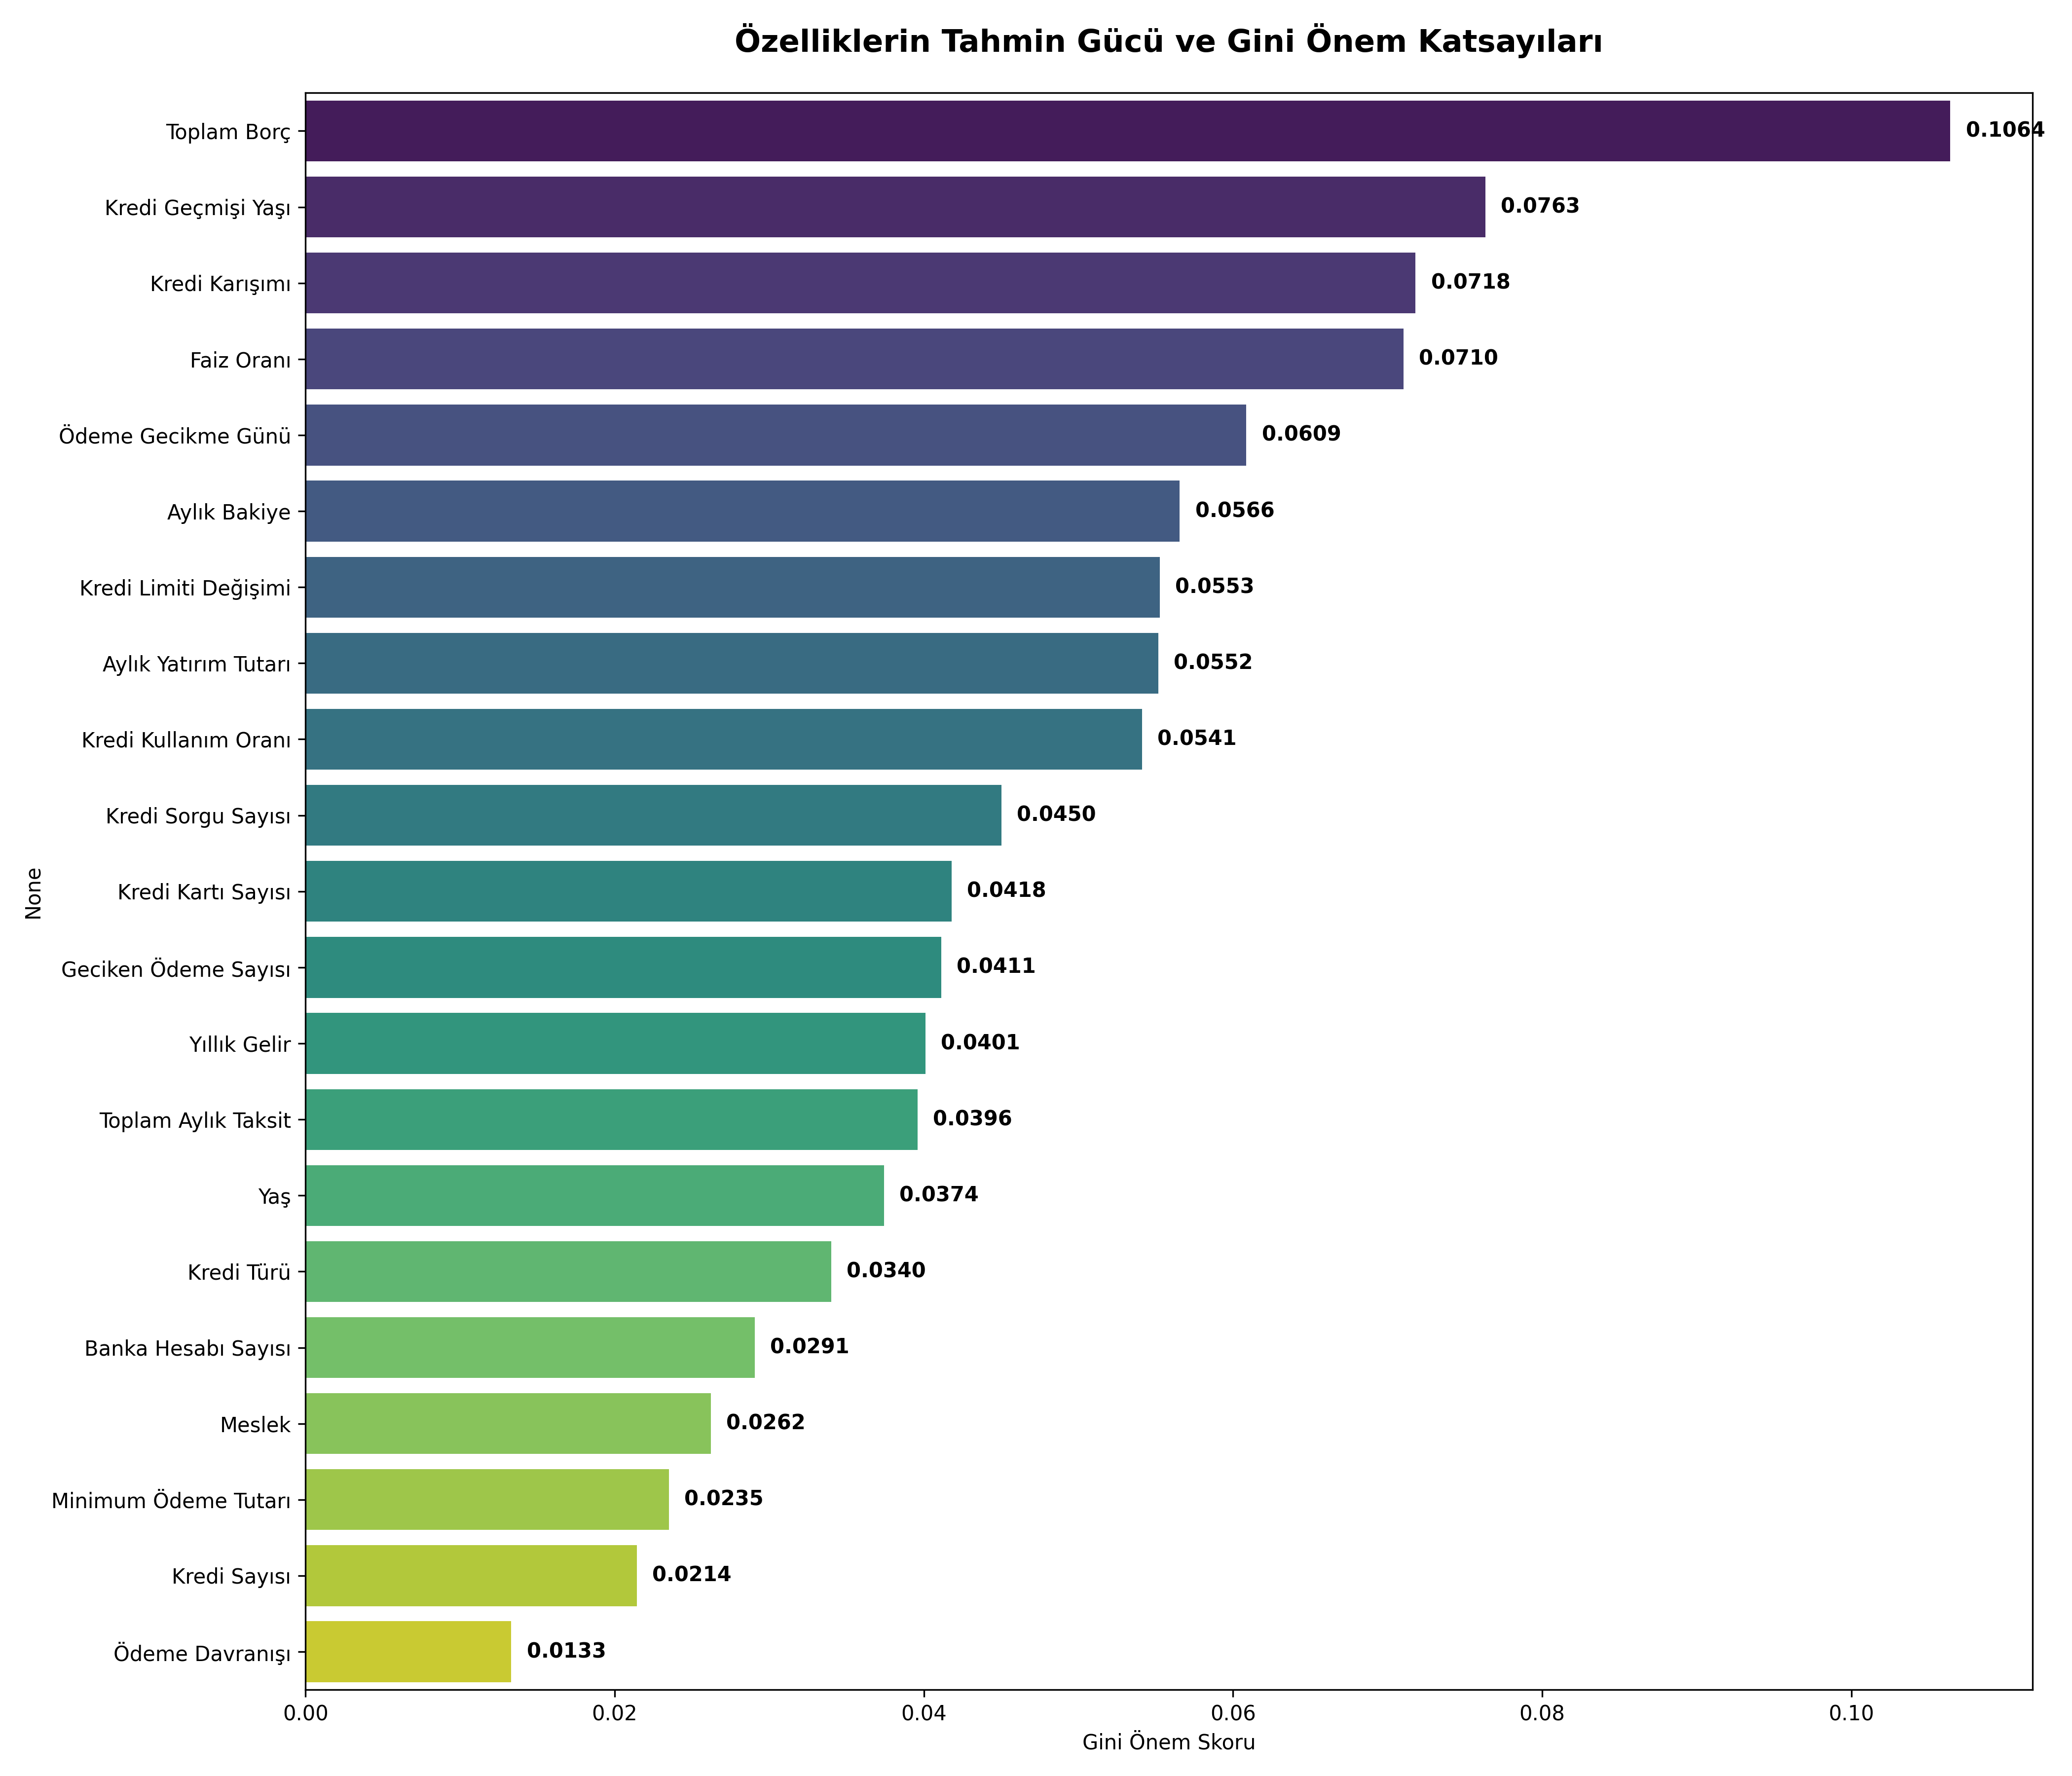 Özelliklerin Tahmin Gücü ve Gini Önem Katsayıları
Toplam Borç 0.1064
Kredi Geçmişi Yaşı 0.0763
Kredi Karışımı 0.0718
Faiz Oranı 0.0710
Ödeme Gecikme Günü 0.0609
Aylık Bakiye 0.0566
Kredi Limiti Değişimi 0.0553
Aylık Yatırım Tutarı 0.0552
Kredi Kullanım Oranı 0.0541
Kredi Sorgu Sayısı 0.0450
None
Kredi Kartı Sayısı 0.0418
Geciken Ödeme Sayısı 0.0411
Yıllık Gelir 0.0401
Toplam Aylık Taksit 0.0396
Yaş 0.0374
Kredi Türü 0.0340
Banka Hesabı Sayısı 0.0291
Meslek 0.0262
Minimum Ödeme Tutarı 0.0235
Kredi Sayısı 0.0214
Ödeme Davranışı 0.0133
0.00 0.02 0.04 0.06 0.08 0.10
Gini Önem Skoru